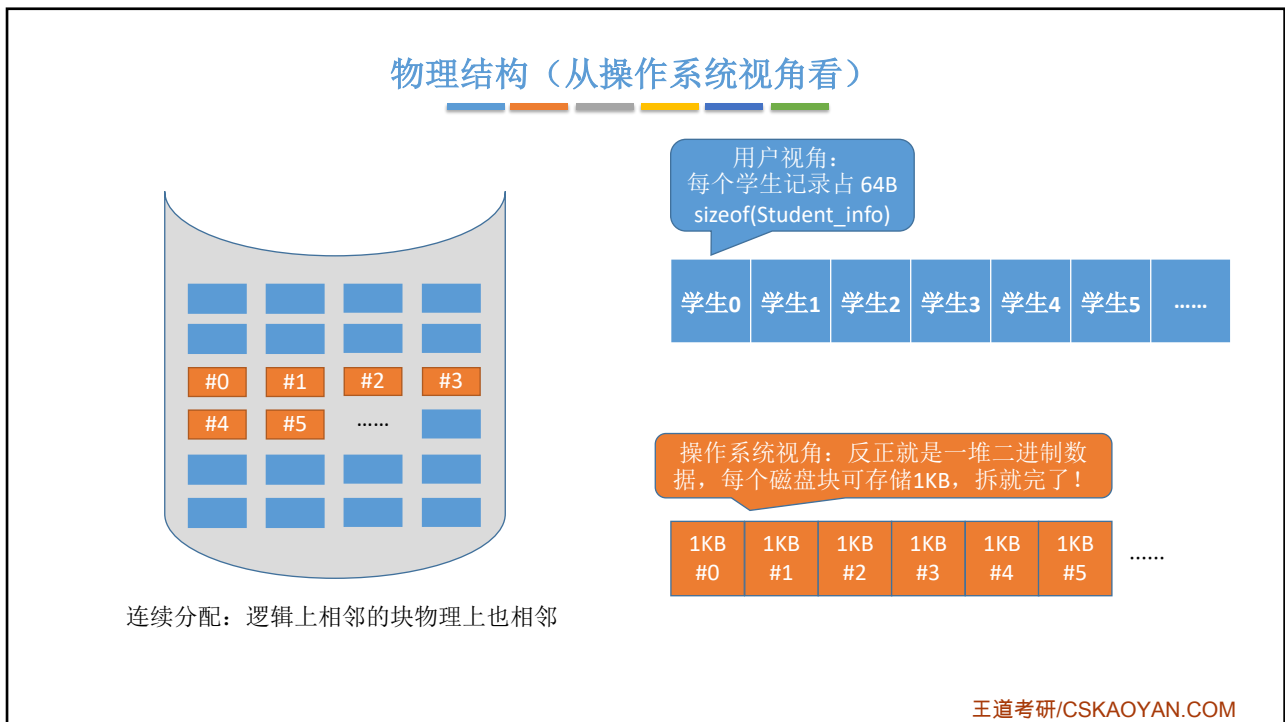 物理结构（从操作系统视角看）
用户视角：
每个学生记录占 64B
sizeof(Student_info)
学生0 学生1 学生2 学生3 学生4 学生5 ……
#0 #1 #2 #3
#4 #5 ……
操作系统视角：反正就是一堆二进制数
据，每个磁盘块可存储1KB，拆就完了！
1KB 1KB 1KB 1KB 1KB 1KB
#0 #1 #2 #3 #4 #5 ……
连续分配：逻辑上相邻的块物理上也相邻
王道考研/CSKAOYAN.COM